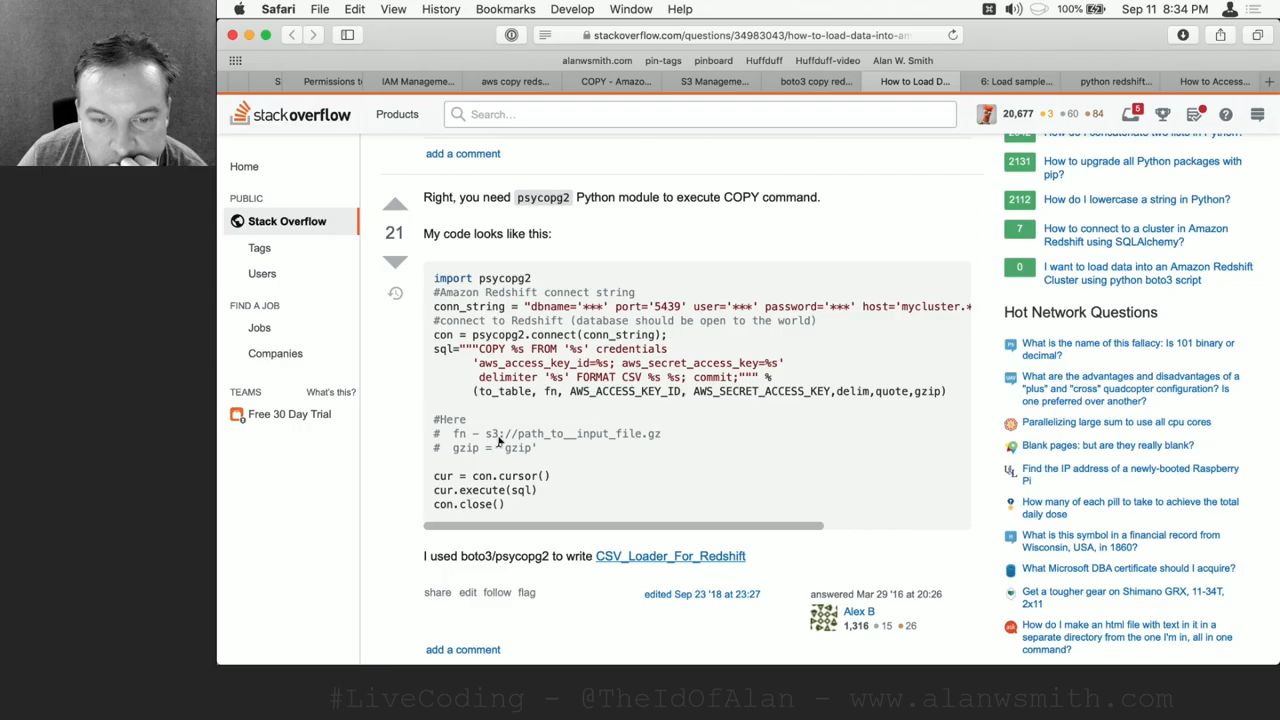 Safari File Edit View History Bookmarks Develop Window Help 100% Sep 11 8:34 PM
stackoverflow.com/questions/34983043/how-to-load-data-into-an-
alanwsmith.com pin-tags pinboard Huffduff Huffduff-video Alan W. Smith
S Permissions t IAM Manageme... aws copy reds... COPY - Amazo... S3 Manageme... boto3 copy red... How to Load D... 6: Load sample... python redshift... How to Access...
stackoverflow Products Search... 20,677 3 60 84 5
Home
PUBLIC
Stack Overflow
Tags
Users
FIND A JOB
Jobs
Companies
TEAMS What's this?
Free 30 Day Trial
add a comment
21
Right, you need psycopg2 Python module to execute COPY command.
My code looks like this:
import psycopg2
#Amazon Redshift connect string
conn_string = "dbname='***' port='5439' user='***' password='***' host='mycluster.*
#connect to Redshift (database should be open to the world)
con = psycopg2.connect(conn_string);
sql="""COPY %s FROM '%s' credentials
'aws_access_key_id=%s; aws_secret_access_key=%s'
delimiter '%s' FORMAT CSV %s %s; commit;""" %
(to_table, fn, AWS_ACCESS_KEY_ID, AWS_SECRET_ACCESS_KEY,delim,quote,gzip)
#Here
# fn - s3://path_to__input_file.gz
# gzip = 'gzip'
cur = con.cursor()
cur.execute(sql)
con.close()
I used boto3/psycopg2 to write CSV_Loader_For_Redshift
share edit follow flag
edited Sep 23 '18 at 23:27
answered Mar 29 '16 at 20:26
Alex B
1,316 15 26
add a comment
How do I concatenate two lists in Python?
2131 How to upgrade all Python packages with
pip?
2112 How do I lowercase a string in Python?
7 How to connect to a cluster in Amazon
Redshift using SQLAlchemy?
0 I want to load data into an Amazon Redshift
Cluster using python boto3 script
Hot Network Questions
What is the name of this fallacy: Is 101 binary or
decimal?
What are the advantages and disadvantages of a
"plus" and "cross" quadcopter configuration? Is
one preferred over another?
Parallelizing large sum to use all cpu cores
Blank pages: but are they really blank?
Find the IP address of a newly-booted Raspberry
Pi
How many of each pill to take to achieve the total
daily dose
What is this symbol in a financial record from
Wisconsin, USA, in 1860?
What Microsoft DBA certificate should I acquire?
Get a tougher gear on Shimano GRX, 11-34T,
2x11
How do I make an html file with text in it in a
separate directory from the one I'm in, all in one
command?
#LiveCoding - @TheIdOfAlan - www.alanwsmith.com